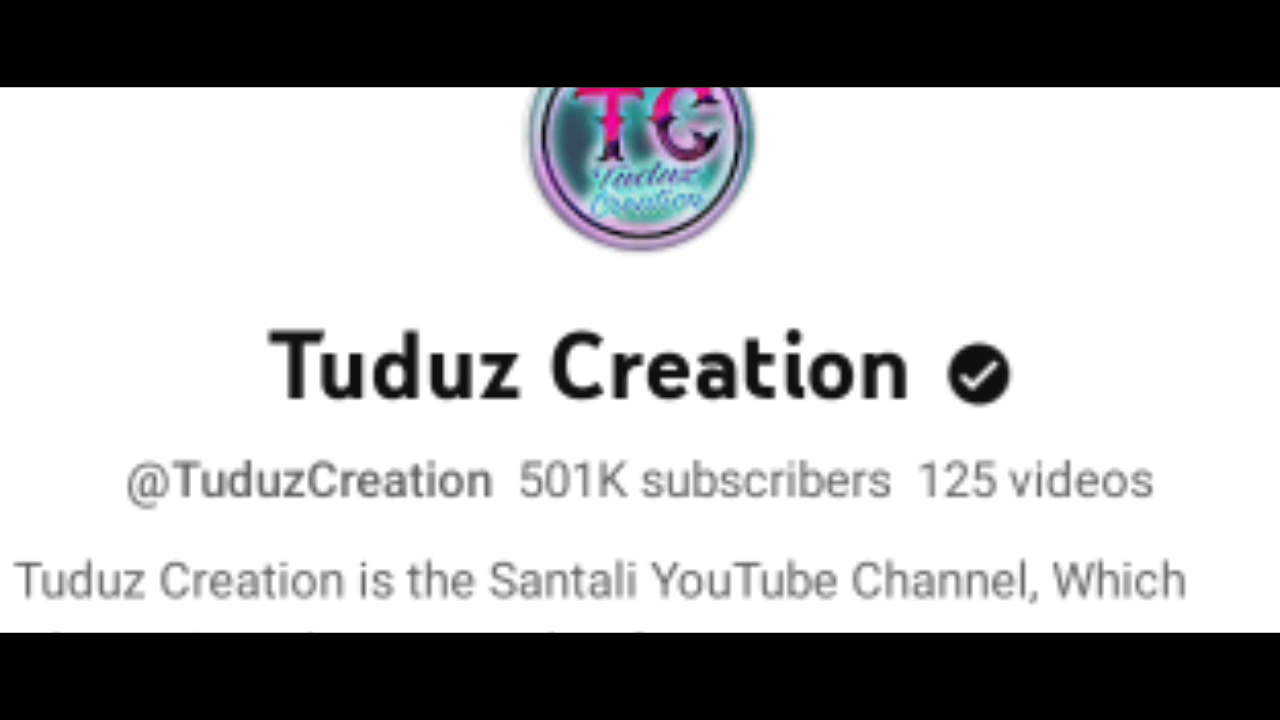 TC
Tuduz
Creation
Tuduz Creation
@TuduzCreation 501K subscribers 125 videos
Tuduz Creation is the Santali YouTube Channel, Which